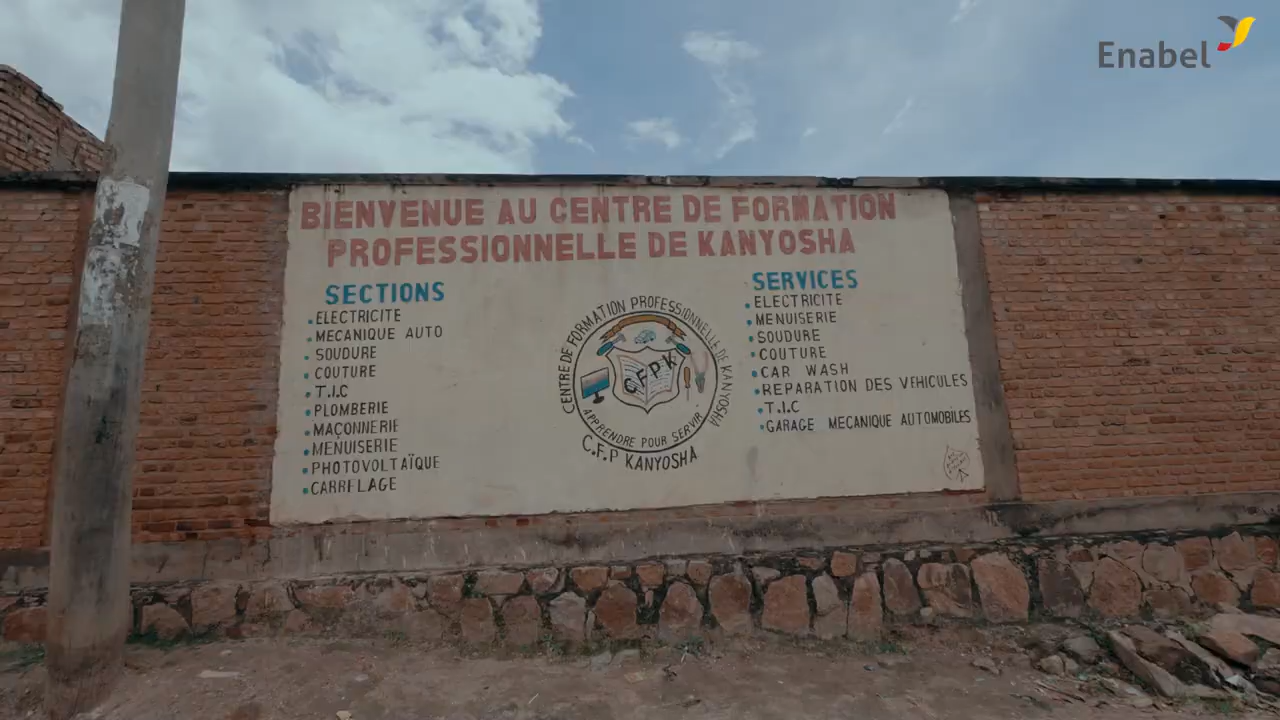 Enabel
BIENVENUE AU CENTRE DE FORMATION
PROFESSIONNELLE DE KANYOSHA
SECTIONS
ELECTRICITE
MECANIQUE AUTO
SOUDURE
COUTURE
T.I.C
PLOMBERIE
MAÇONNERIE
MENUISERIE
PHOTOVOLTAÏQUE
CARRELAGE
CENTRE DE FORMATION PROFESSIONNELLE DE KANYOSHA
CFPK
APPRENDRE POUR SERVIR
C.F.P KANYOSHA
SERVICES
ELECTRICITE
MENUISERIE
SOUDURE
COUTURE
CAR WASH
REPARATION DES VEHICULES
T.I.C
GARAGE MECANIQUE AUTOMOBILES